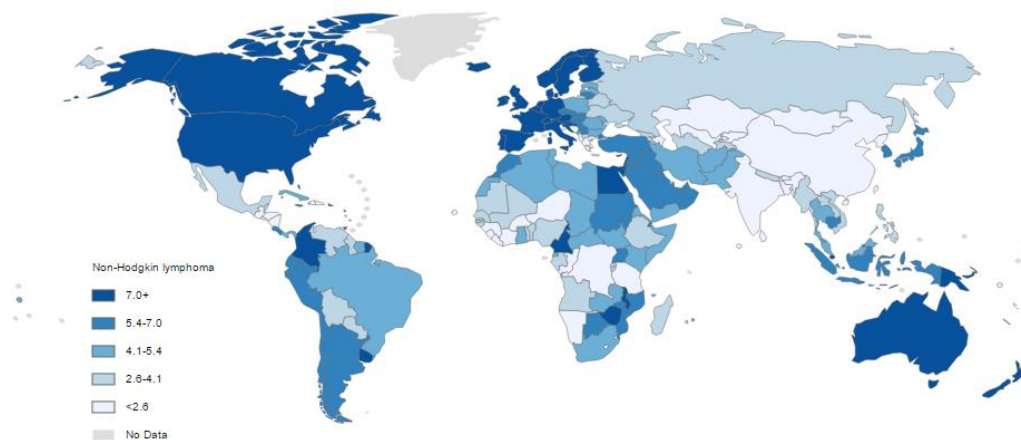 Non-Hodgkin lymphoma
7.0+
5.4-7.0
4.1-5.4
2.6-4.1
<2.6
No Data